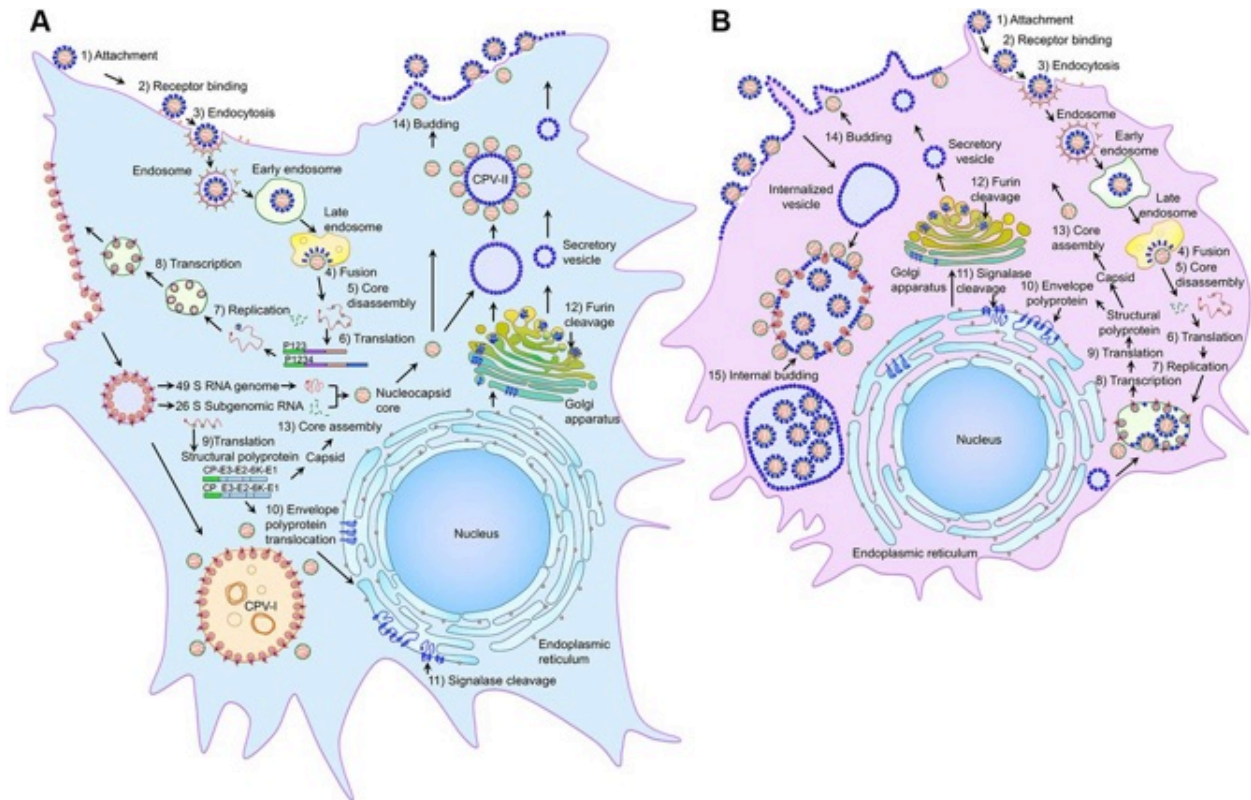 A
1) Attachment
2) Receptor binding
3) Endocytosis
Endosome
Early endosome
Late
endosome
4) Fusion
5) Core
disassembly
8) Transcription
7) Replication
6) Translation
P123
P1234
49 S RNA genome
26 S Subgenomic RNA
Nucleocapsid
core
13) Core assembly
9)Translation
Structural polyprotein
CP-E3-E2-6K-E1
CP E3-E2-6K-E1
Capsid
10) Envelope
polyprotein
translocation
CPV-I
14) Budding
CPV-II
Secretory
vesicle
12) Furin
cleavage
Golgi
apparatus
Nucleus
Endoplasmic
reticulum
11) Signalase cleavage
B
1) Attachment
2) Receptor binding
3) Endocytosis
Endosome
Early
endosome
Late
endosome
4) Fusion
5) Core
disassembly
6) Translation
7) Replication
8) Transcription
9) Translation
Structural
polyprotein
Capsid
13) Core
assembly
10) Envelope
polyprotein
11) Signalase
cleavage
12) Furin
cleavage
Secretory
vesicle
14) Budding
Internalized
vesicle
Golgi
apparatus
15) Internal budding
Nucleus
Endoplasmic reticulum